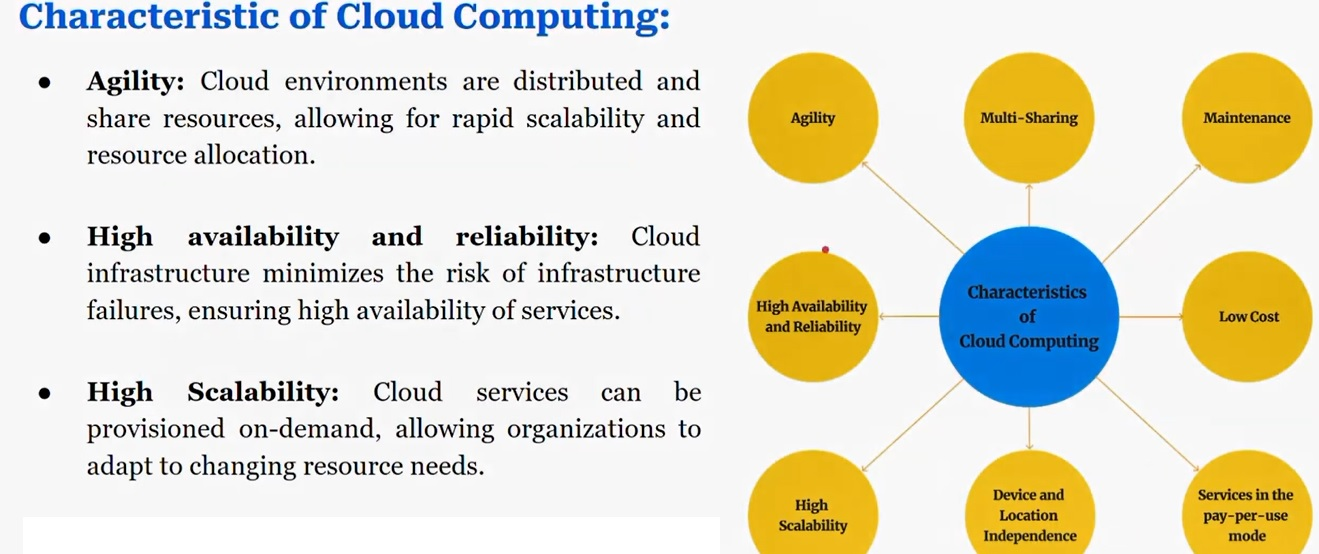 Characteristic of Cloud Computing:
● Agility: Cloud environments are distributed and
share resources, allowing for rapid scalability and
resource allocation.
● High availability and reliability: Cloud
infrastructure minimizes the risk of infrastructure
failures, ensuring high availability of services.
● High Scalability: Cloud services can be
provisioned on-demand, allowing organizations to
adapt to changing resource needs.
Agility
Multi-Sharing
Maintenance
High Availability
and Reliability
Characteristics
of
Cloud Computing
Low Cost
High
Scalability
Device and
Location
Independence
Services in the
pay-per-use
mode